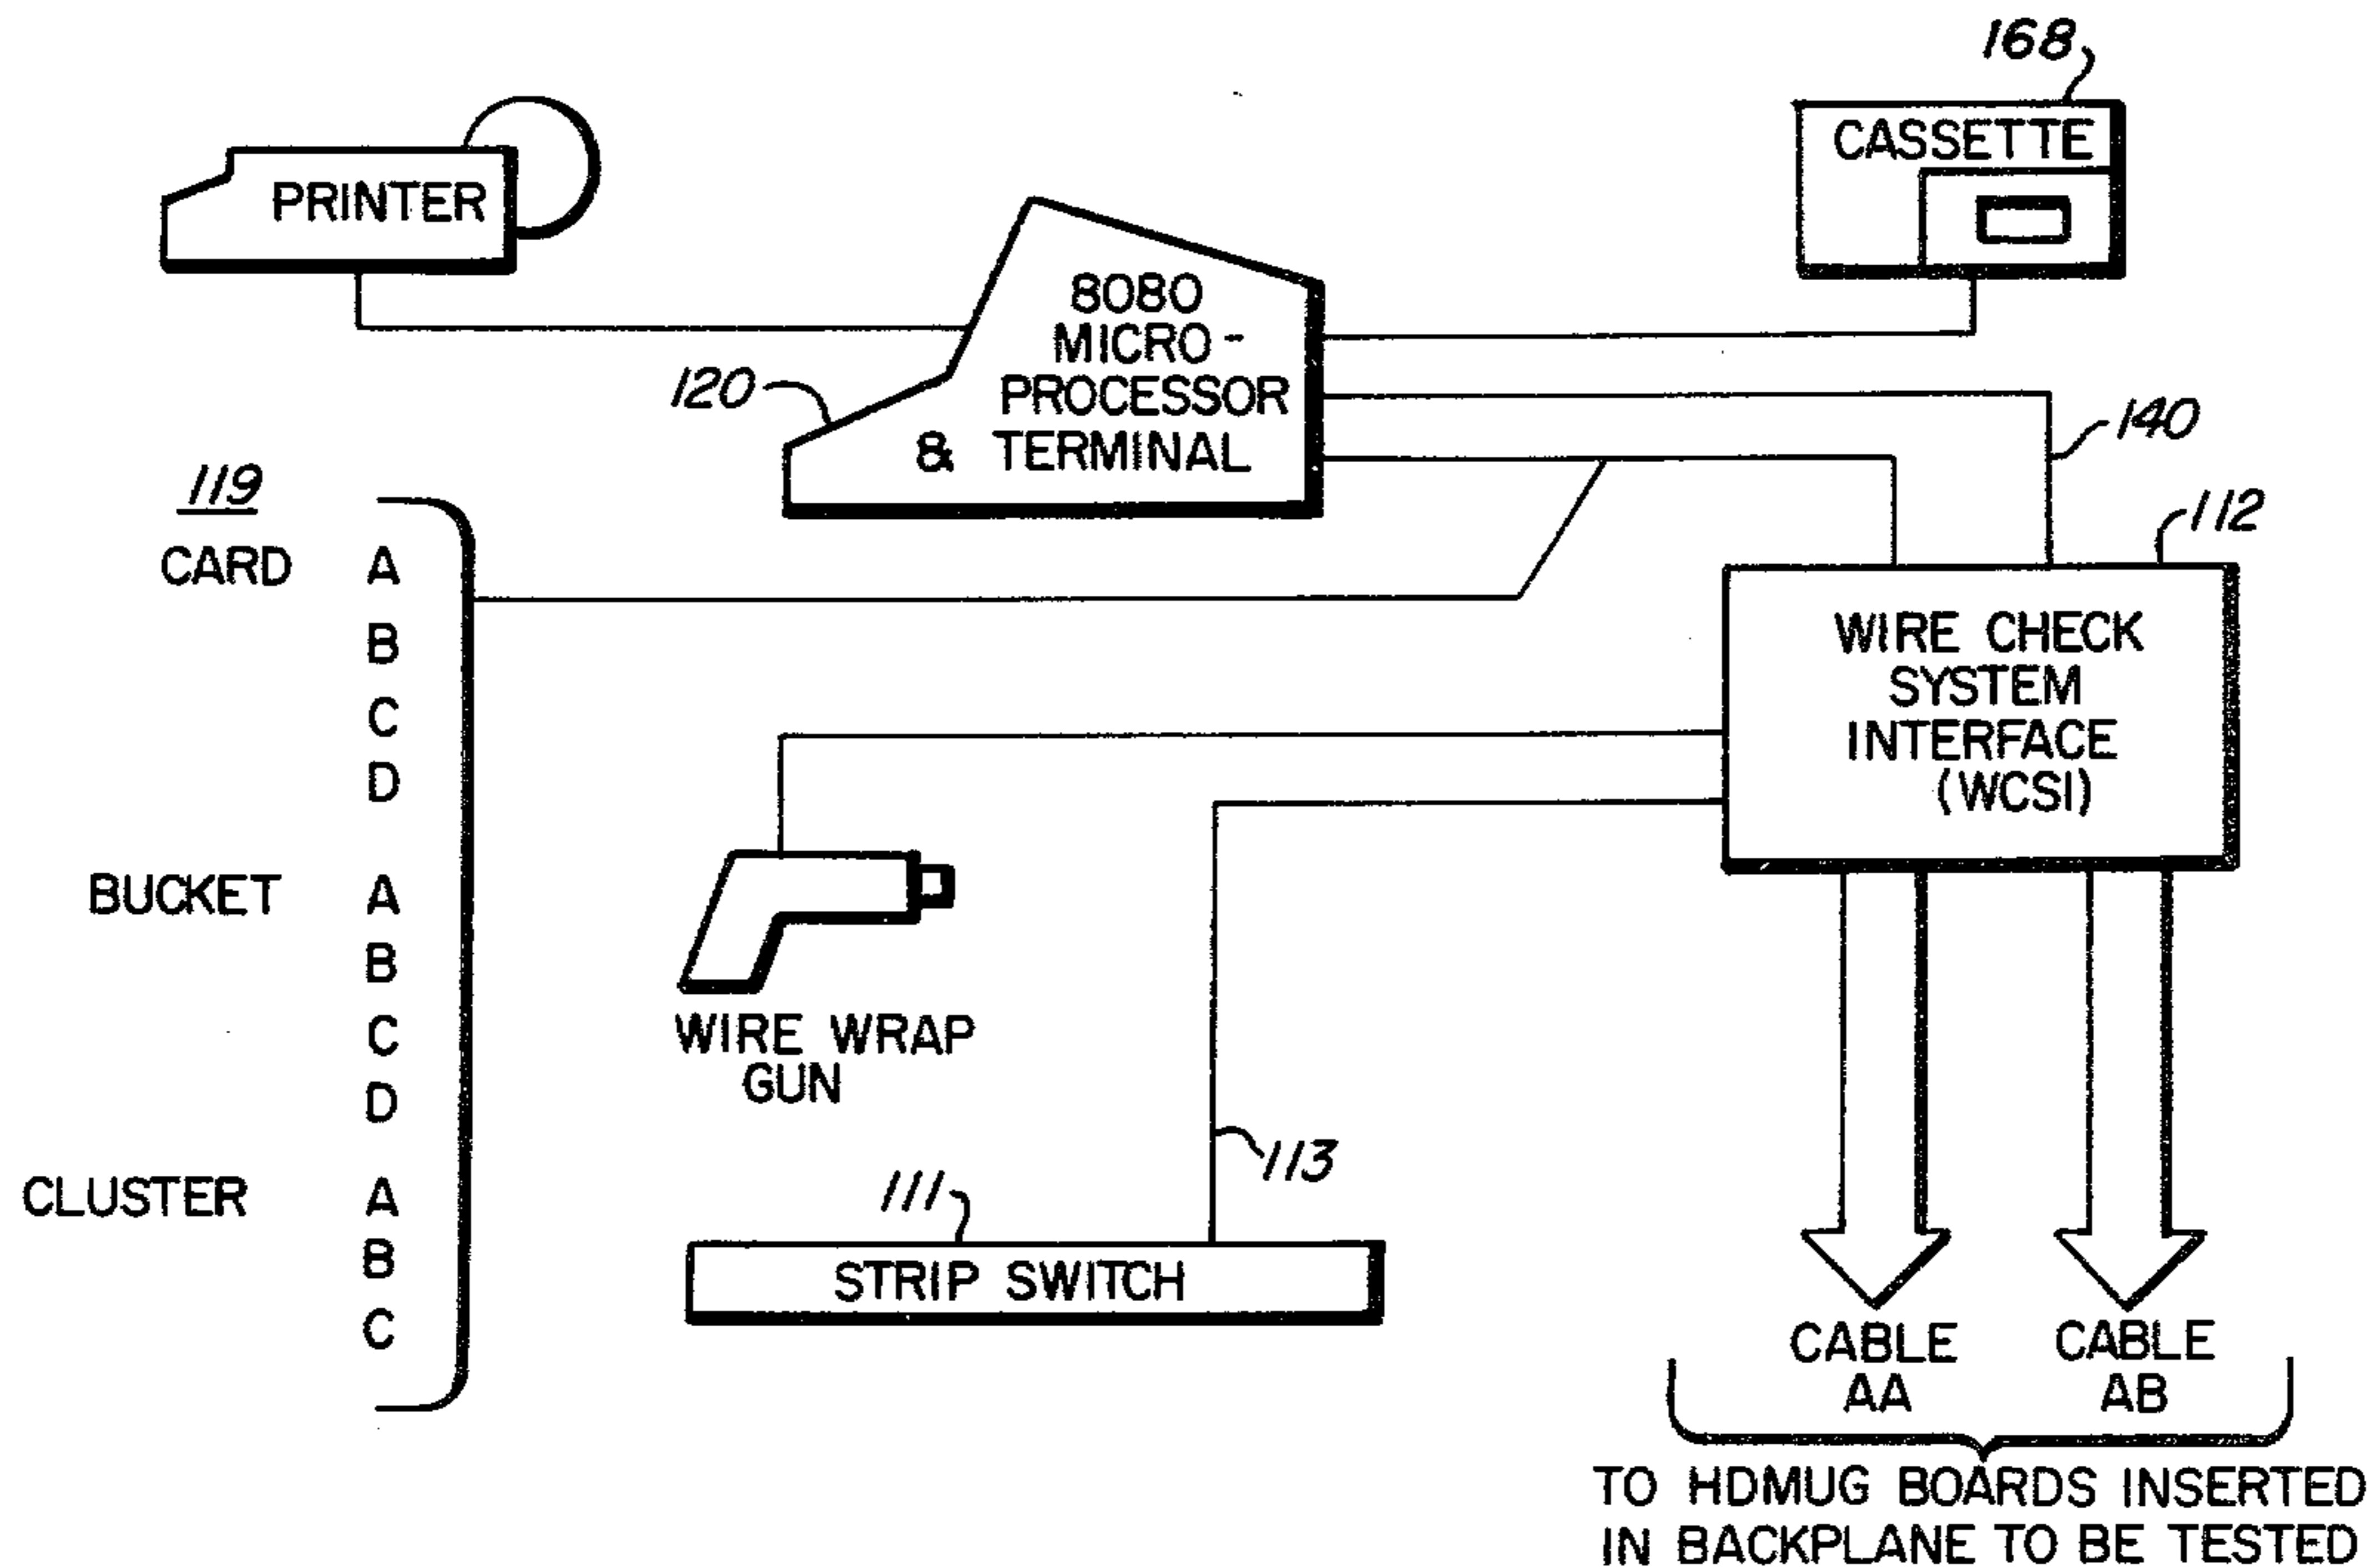 168
CASSETTE
PRINTER
8080
MICRO-
PROCESSOR
& TERMINAL
120
140
119
112
CARD A
B
C
D
BUCKET A
B
C
D
CLUSTER A
B
C
WIRE CHECK
SYSTEM
INTERFACE
(WCSI)
WIRE WRAP
GUN
113
111
STRIP SWITCH
CABLE
AA
CABLE
AB
TO HDMUG BOARDS INSERTED
IN BACKPLANE TO BE TESTED